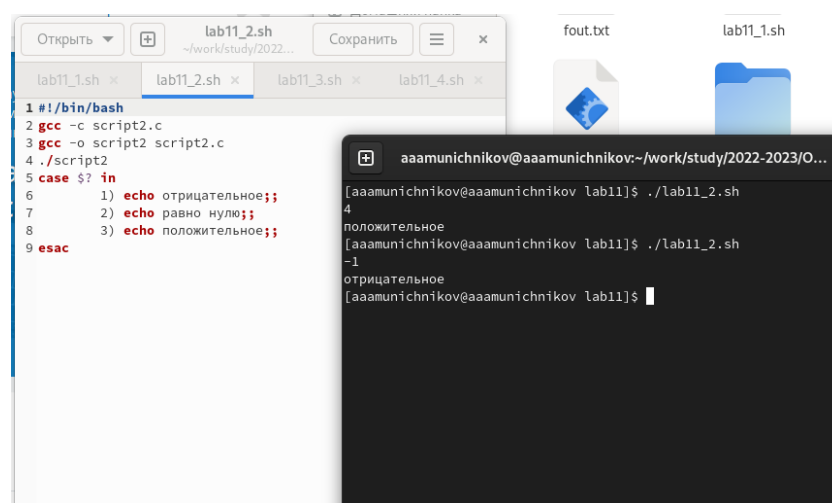 fout.txt
lab11_1.sh
Открыть
lab11_2.sh
~/work/study/2022...
Сохранить
lab11_1.sh ×
lab11_2.sh ×
lab11_3.sh ×
lab11_4.sh ×
1 #!/bin/bash
2 gcc -c script2.c
3 gcc -o script2 script2.c
4 ./script2
5 case $? in
6 1) echo отрицательное;;
7 2) echo равно нулю;;
8 3) echo положительное;;
9 esac
aaamunichnikov@aaamunichnikov:~/work/study/2022-2023/O...
[aaamunichnikov@aaamunichnikov lab11]$ ./lab11_2.sh
4
положительное
[aaamunichnikov@aaamunichnikov lab11]$ ./lab11_2.sh
-1
отрицательное
[aaamunichnikov@aaamunichnikov lab11]$